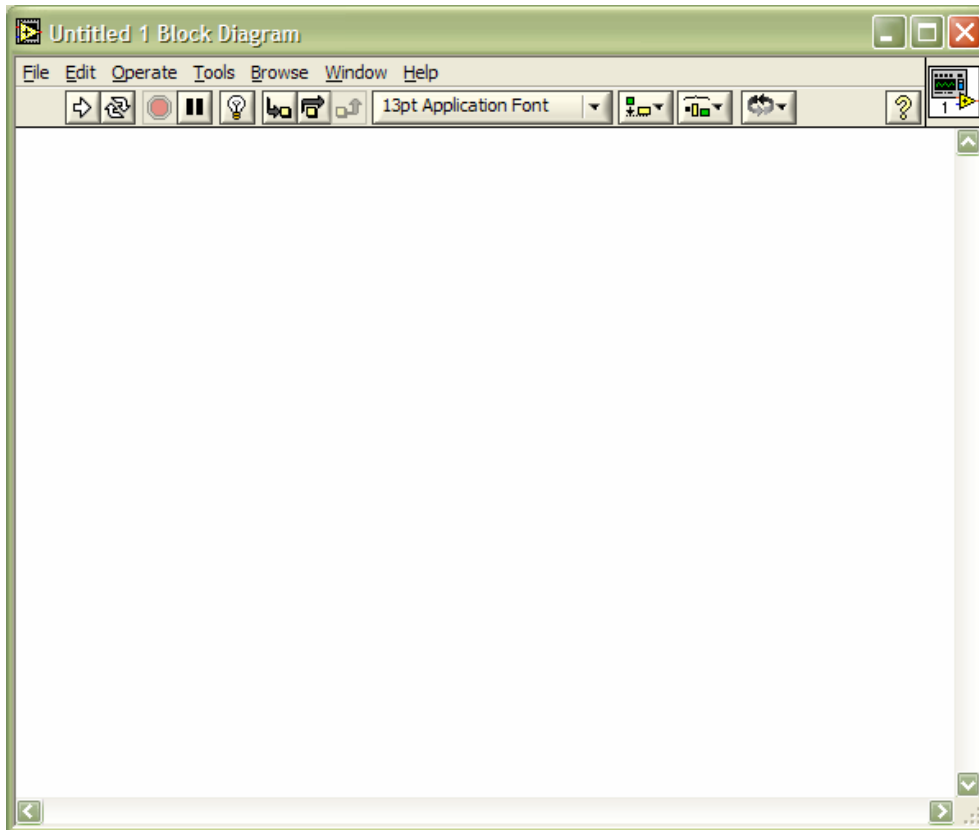 Untitled 1 Block Diagram
File Edit Operate Tools Browse Window Help
13pt Application Font
?
1